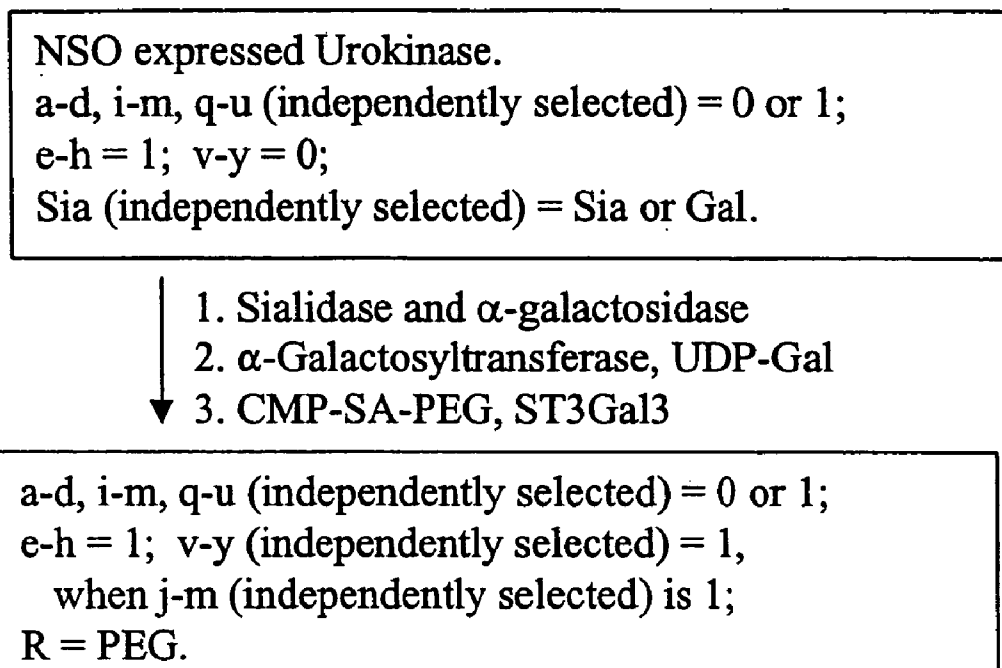 NSO expressed Urokinase.
a-d, i-m, q-u (independently selected) = 0 or 1;
e-h = 1; v-y = 0;
Sia (independently selected) = Sia or Gal.
1. Sialidase and α-galactosidase
2. α-Galactosyltransferase, UDP-Gal
3. CMP-SA-PEG, ST3Gal3
a-d, i-m, q-u (independently selected) = 0 or 1;
e-h = 1; v-y (independently selected) = 1,
when j-m (independently selected) is 1;
R = PEG.